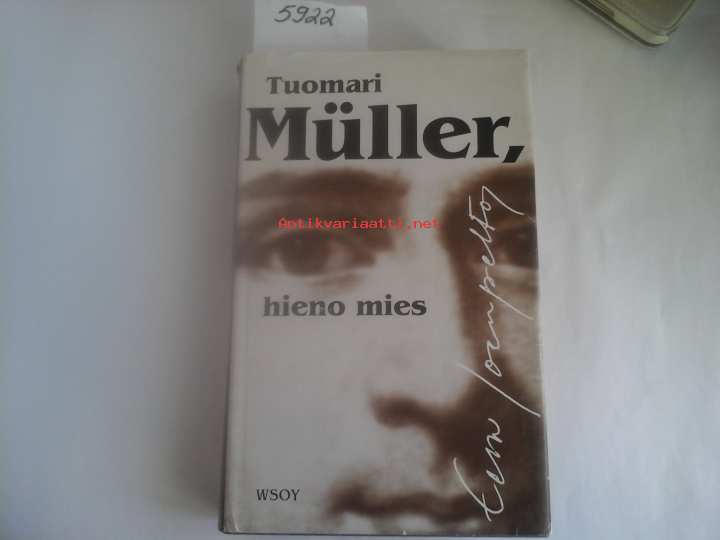 5922
Tuomari
Müller,
Antikvariaatti.net
hieno mies
eeva joenpelto
WSOY